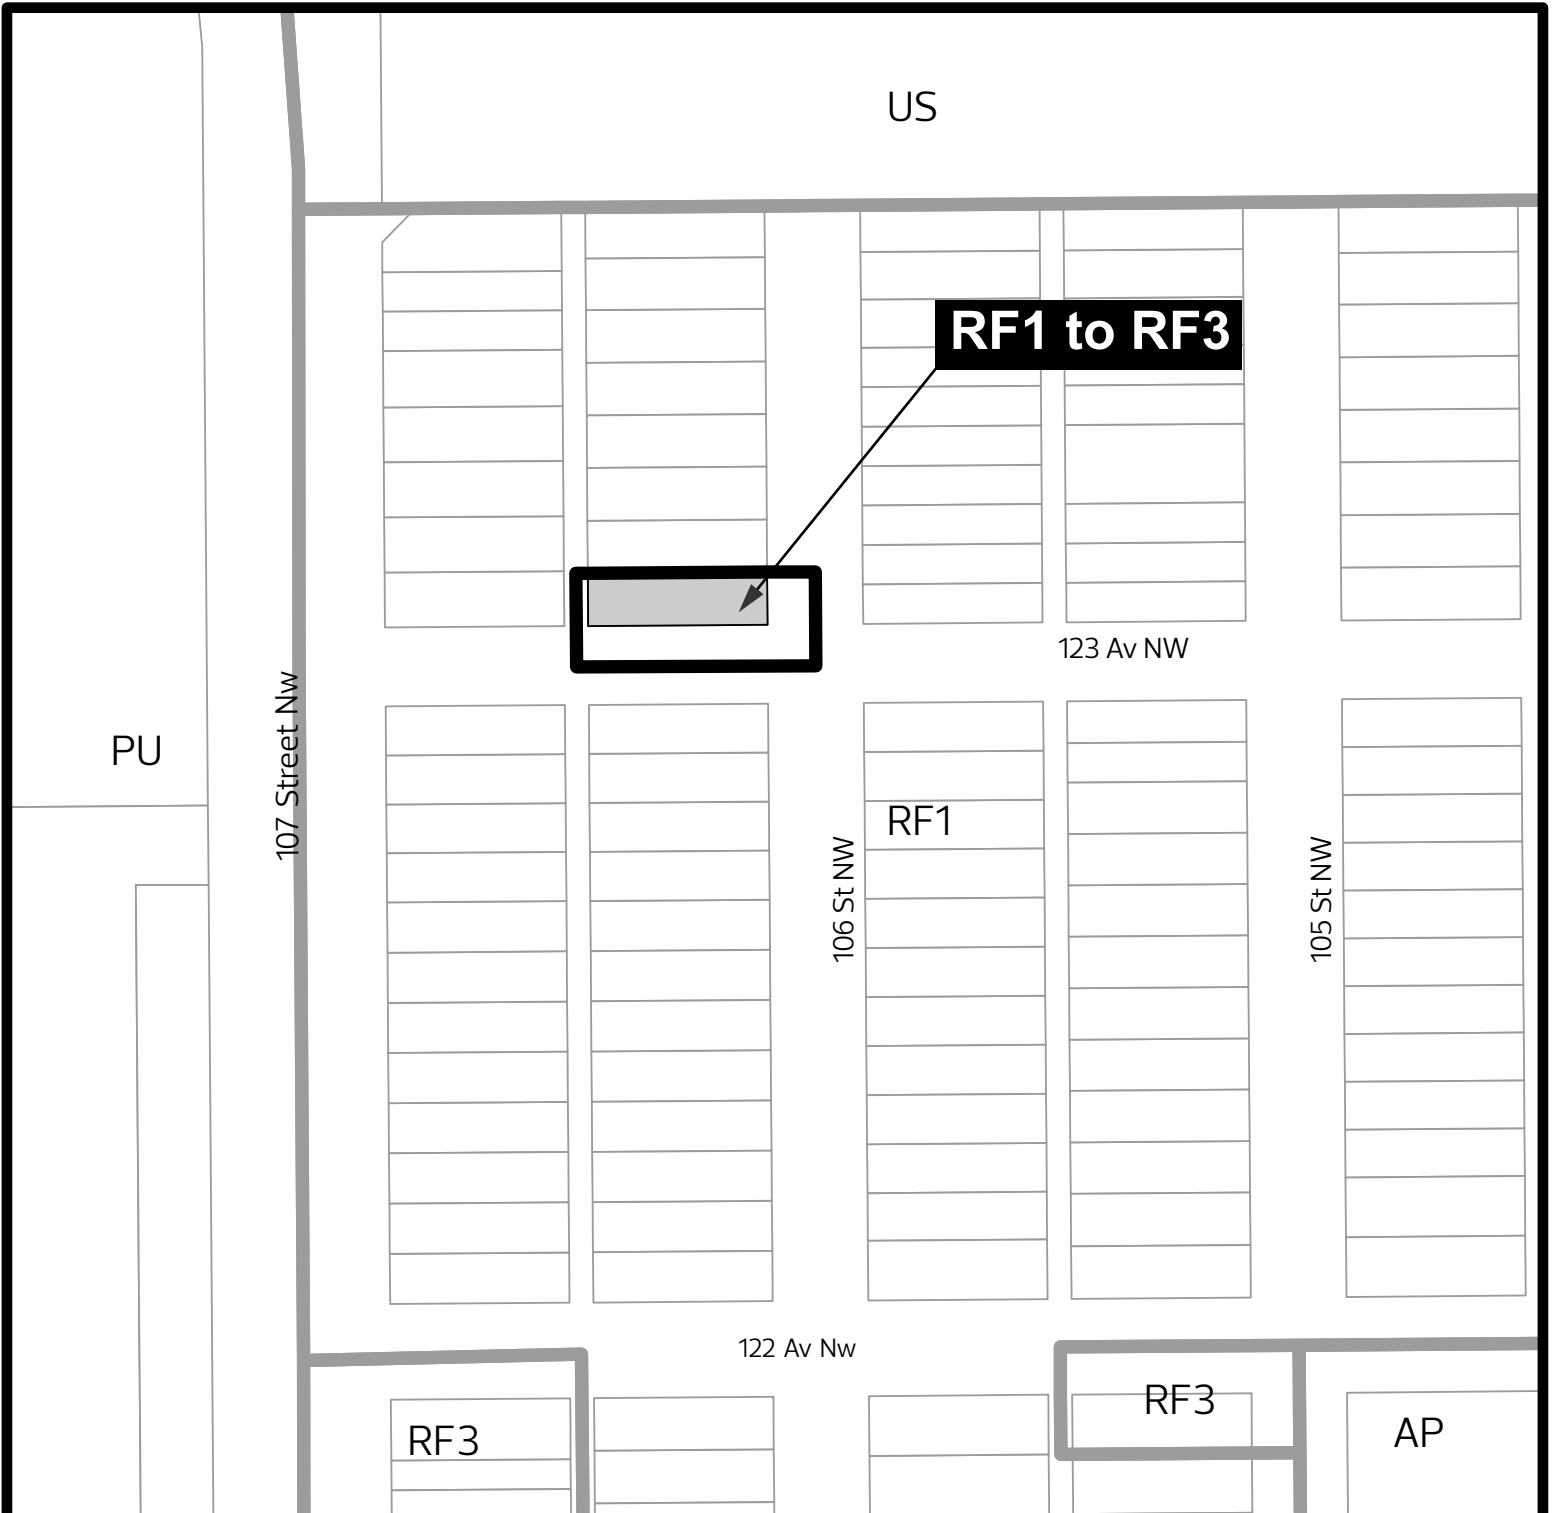 US
RF1 to RF3
123 Av NW
107 Street Nw
PU
RF1
106 St NW
105 St NW
122 Av Nw
RF3
RF3
AP